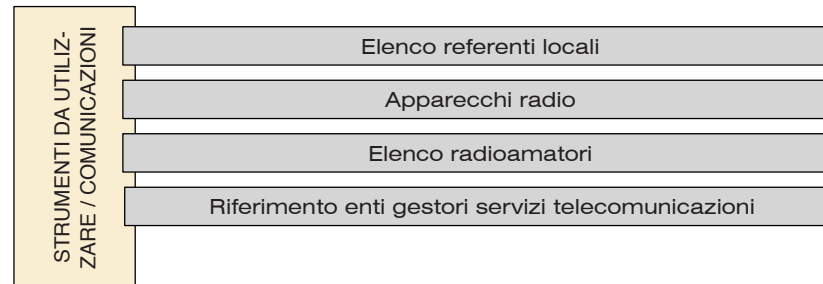 STRUMENTI DA UTILIZ-
ZARE / COMUNICAZIONI
Elenco referenti locali
Apparecchi radio
Elenco radioamatori
Riferimento enti gestori servizi telecomunicazioni